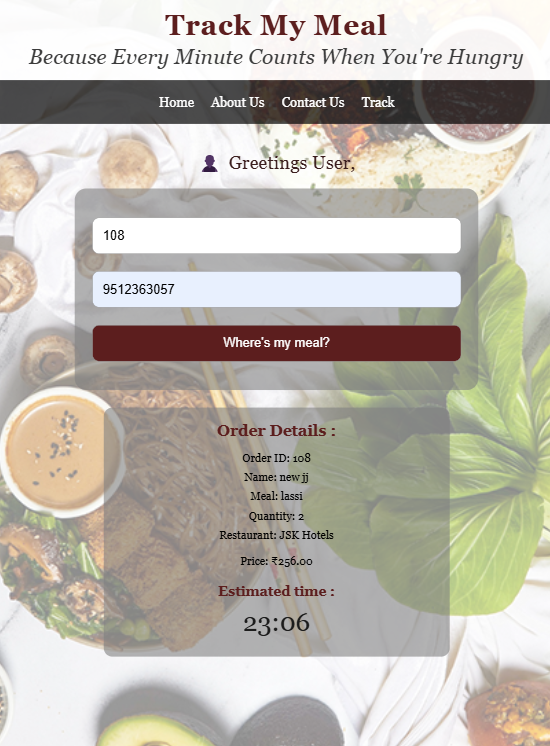 Track My Meal
Because Every Minute Counts When You're Hungry
Home About Us Contact Us Track
Greetings User,
108
9512363057
Where's my meal?
Order Details :
Order ID: 108
Name: new jj
Meal: lassi
Quantity: 2
Restaurant: JSK Hotels
Price: ₹256.00
Estimated time :
23:06